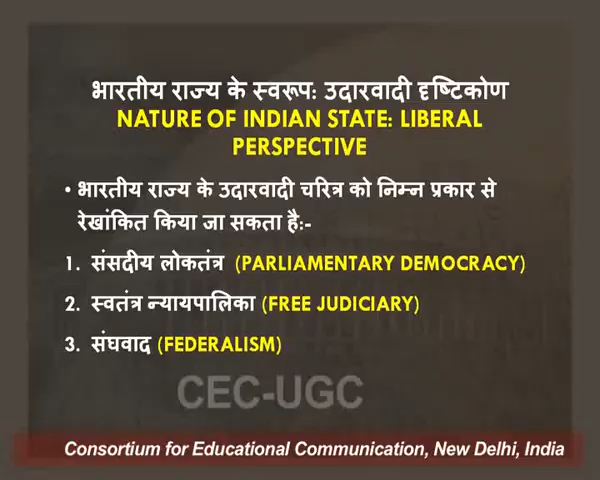 भारतीय राज्य के स्वरूप: उदारवादी दृष्टिकोण
NATURE OF INDIAN STATE: LIBERAL
PERSPECTIVE
• भारतीय राज्य के उदारवादी चरित्र को निम्न प्रकार से
रेखांकित किया जा सकता है:-
1. संसदीय लोकतंत्र (PARLIAMENTARY DEMOCRACY)
2. स्वतंत्र न्यायपालिका (FREE JUDICIARY)
3. संघवाद (FEDERALISM)
CEC-UGC
Consortium for Educational Communication, New Delhi, India